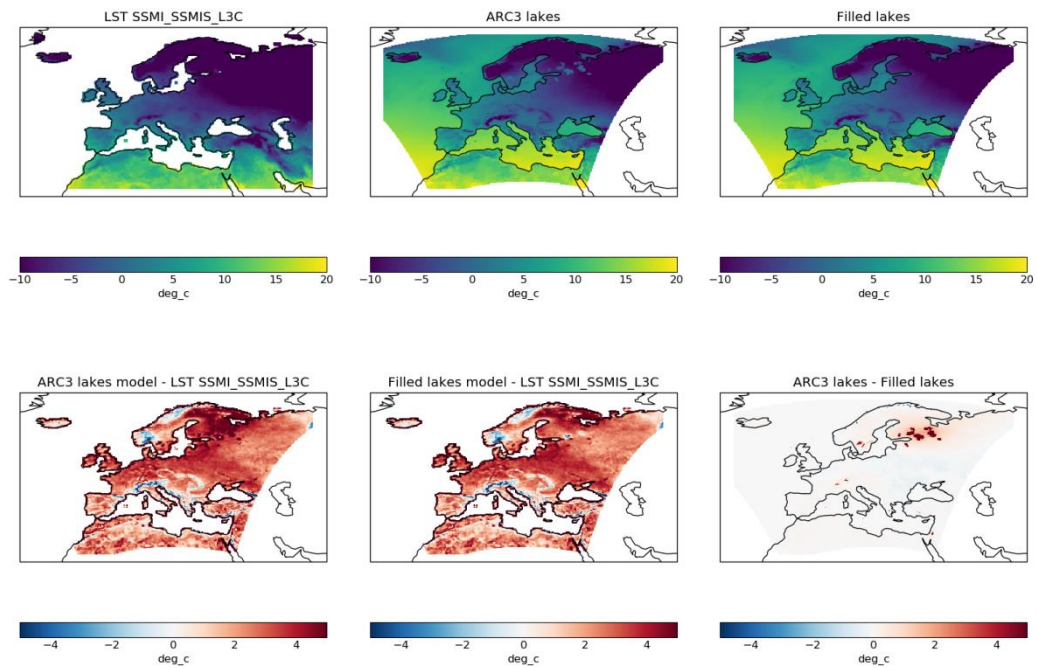 LST SSMI_SSMIS_L3C
ARC3 lakes
Filled lakes
−10 −5 0 5 10 15 20
deg_c
−10 −5 0 5 10 15 20
deg_c
−10 −5 0 5 10 15 20
deg_c
ARC3 lakes model - LST SSMI_SSMIS_L3C
Filled lakes model - LST SSMI_SSMIS_L3C
ARC3 lakes - Filled lakes
−4 −2 0 2 4
deg_c
−4 −2 0 2 4
deg_c
−4 −2 0 2 4
deg_c